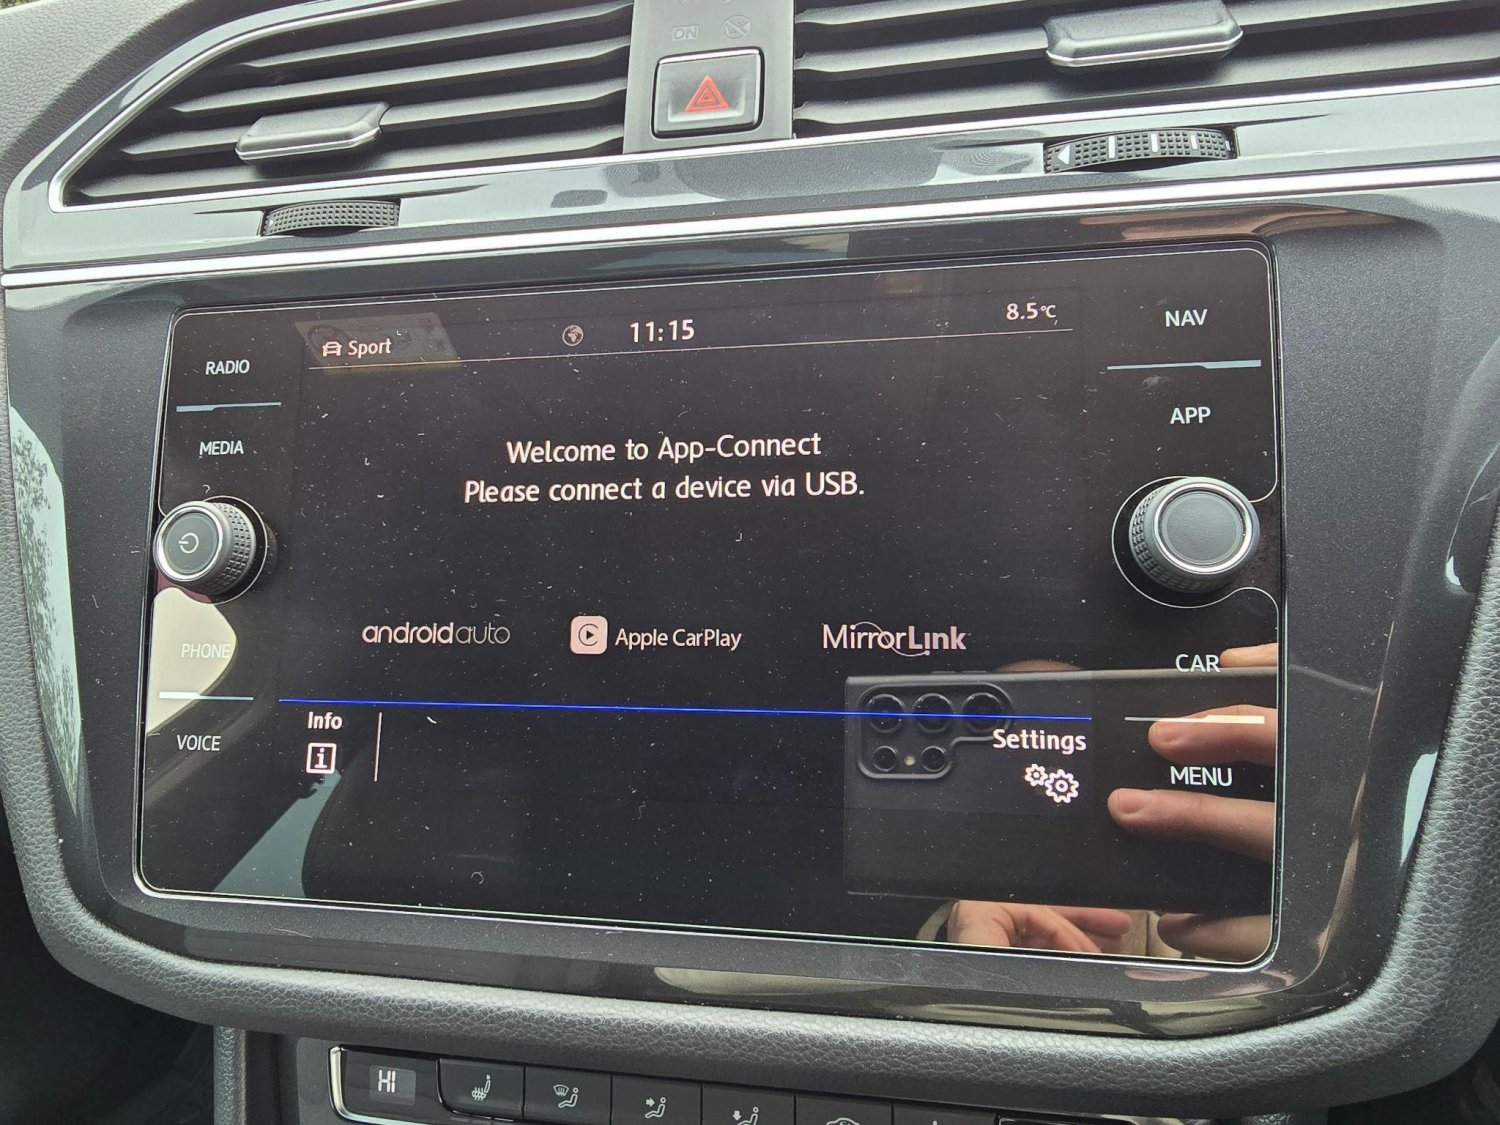 ON
RADIO
MEDIA
PHONE
VOICE
Sport
11:15
8.5°C
Welcome to App-Connect
Please connect a device via USB.
androidauto
Apple CarPlay
MirrorLink
Info
i
Settings
NAV
APP
CAR
MENU
HI